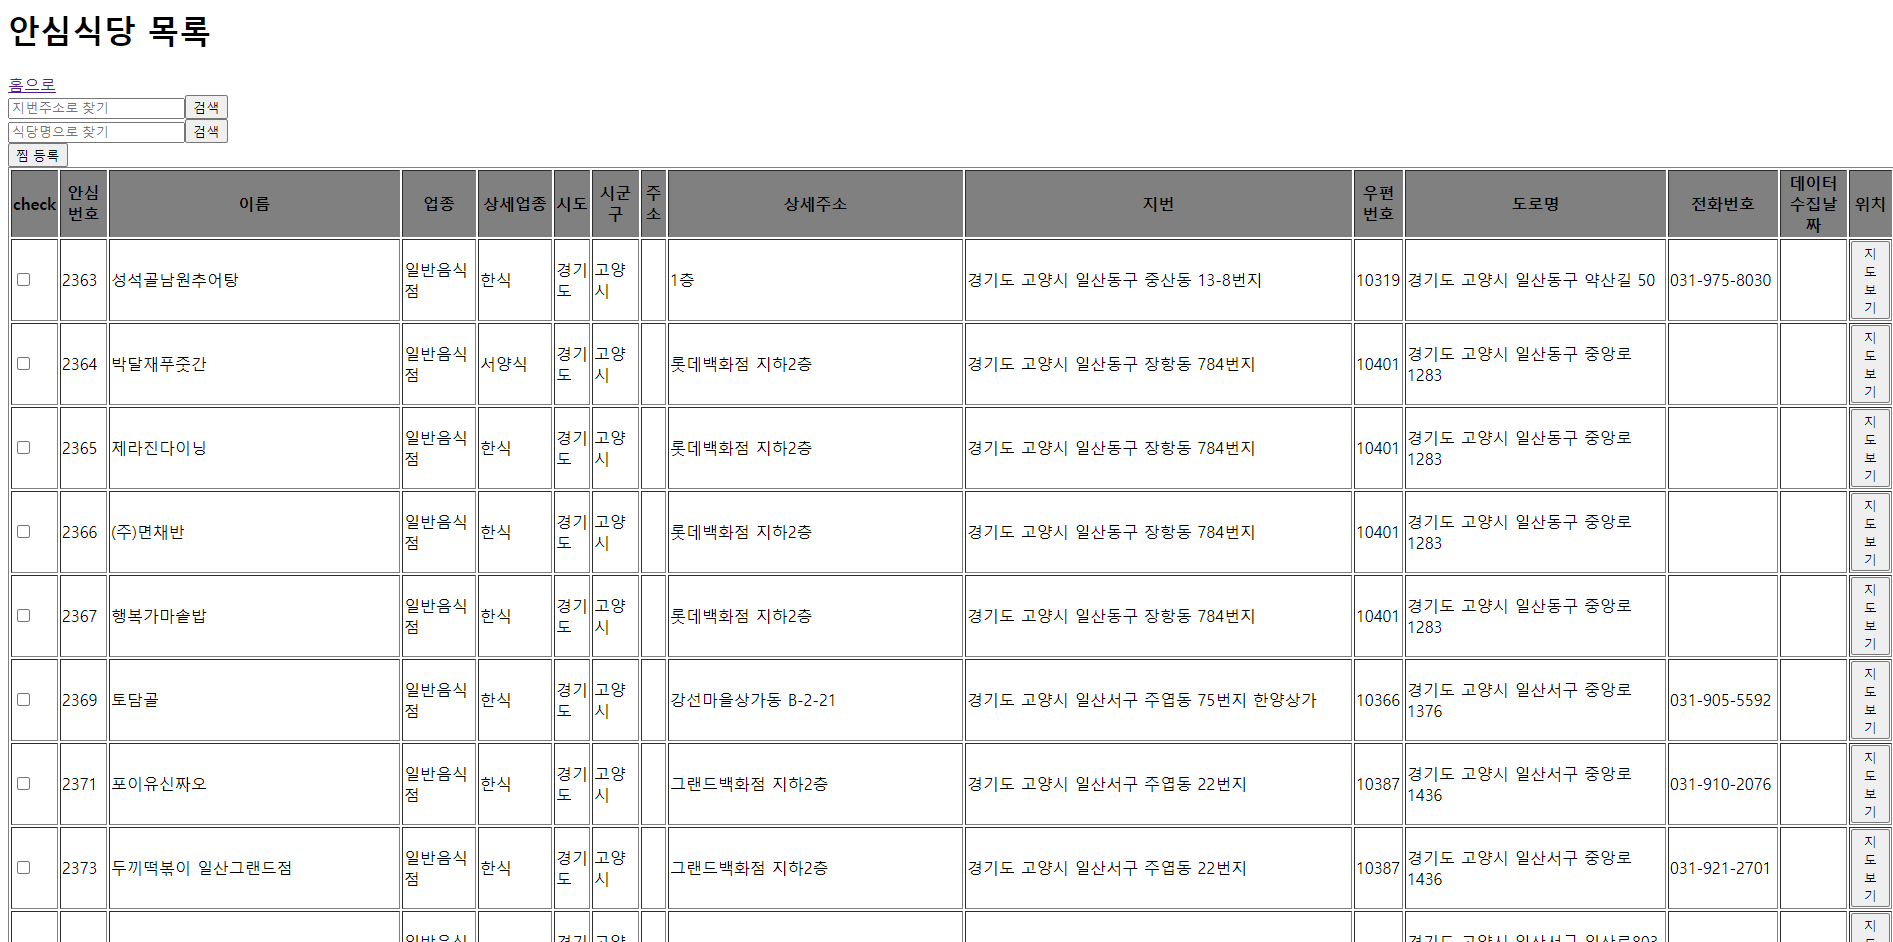 안심식당 목록
홈으로
지번주소로 찾기 검색
식당명으로 찾기 검색
찜 등록
check 안심번호 이름 업종 상세업종 시도 시군구 주소 상세주소 지번 우편번호 도로명 전화번호 데이터수집날짜 위치
2363 성석골남원추어탕 일반음식점 한식 경기도 고양시 1층 경기도 고양시 일산동구 중산동 13-8번지 10319 경기도 고양시 일산동구 약산길 50 031-975-8030 지도보기
2364 박달재푸줏간 일반음식점 서양식 경기도 고양시 롯데백화점 지하2층 경기도 고양시 일산동구 장항동 784번지 10401 경기도 고양시 일산동구 중앙로 1283 지도보기
2365 제라진다이닝 일반음식점 한식 경기도 고양시 롯데백화점 지하2층 경기도 고양시 일산동구 장항동 784번지 10401 경기도 고양시 일산동구 중앙로 1283 지도보기
2366 (주)면채반 일반음식점 한식 경기도 고양시 롯데백화점 지하2층 경기도 고양시 일산동구 장항동 784번지 10401 경기도 고양시 일산동구 중앙로 1283 지도보기
2367 행복가마솥밥 일반음식점 한식 경기도 고양시 롯데백화점 지하2층 경기도 고양시 일산동구 장항동 784번지 10401 경기도 고양시 일산동구 중앙로 1283 지도보기
2369 토담골 일반음식점 한식 경기도 고양시 강선마을상가동 B-2-21 경기도 고양시 일산서구 주엽동 75번지 한양상가 10366 경기도 고양시 일산서구 중앙로 1376 031-905-5592 지도보기
2371 포이유신짜오 일반음식점 한식 경기도 고양시 그랜드백화점 지하2층 경기도 고양시 일산서구 주엽동 22번지 10387 경기도 고양시 일산서구 중앙로 1436 031-910-2076 지도보기
2373 두끼떡볶이 일산그랜드점 일반음식점 한식 경기도 고양시 그랜드백화점 지하2층 경기도 고양시 일산서구 주엽동 22번지 10387 경기도 고양시 일산서구 중앙로 1436 031-921-2701 지도보기
일반음식 경기 고양 경기도 고양시 일산서구 일산로803 지